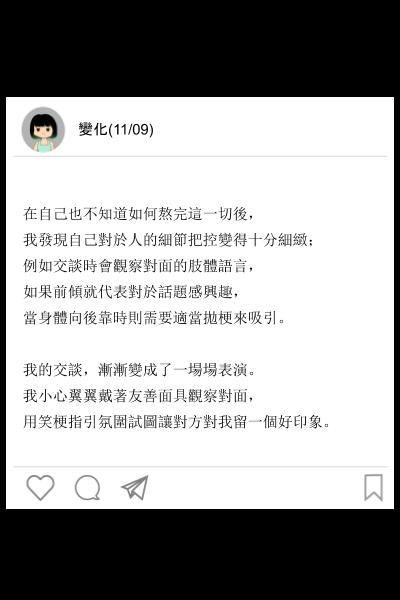 變化(11/09)
在自己也不知道如何熬完這一切後，
我發現自己對於人的細節把控變得十分細緻；
例如交談時會觀察對面的肢體語言，
如果前傾就代表對於話題感興趣，
當身體向後靠時則需要適當拋梗來吸引。
我的交談，漸漸變成了一場場表演。
我小心翼翼戴著友善面具觀察對面，
用笑梗指引氛圍試圖讓對方對我留一個好印象。